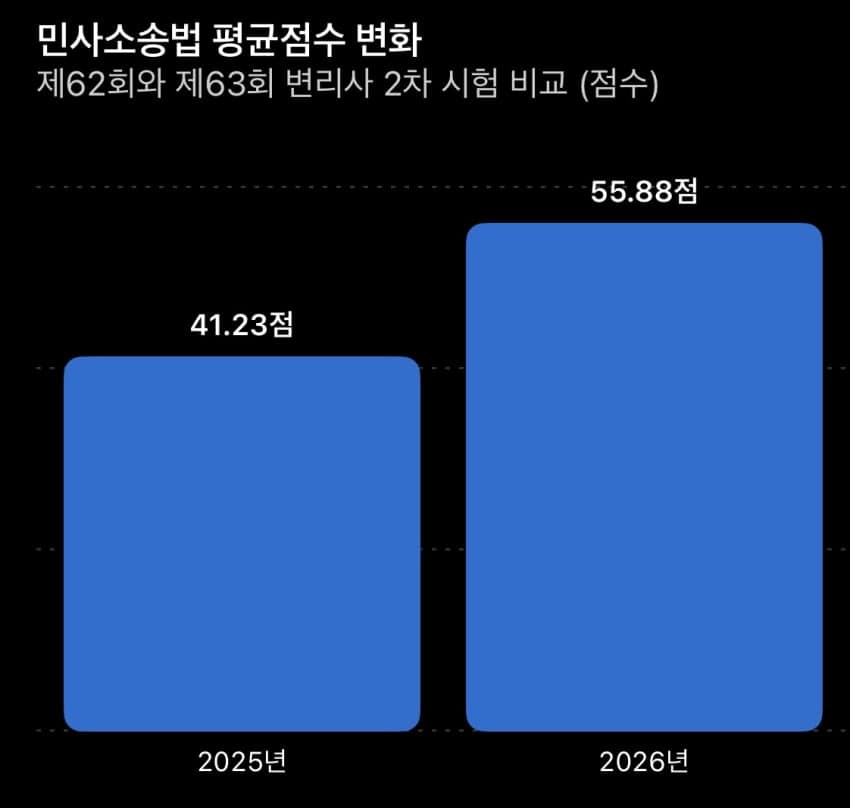 민사소송법 평균점수 변화
제62회와 제63회 변리사 2차 시험 비교 (점수)
55.88점
41.23점
2025년
2026년